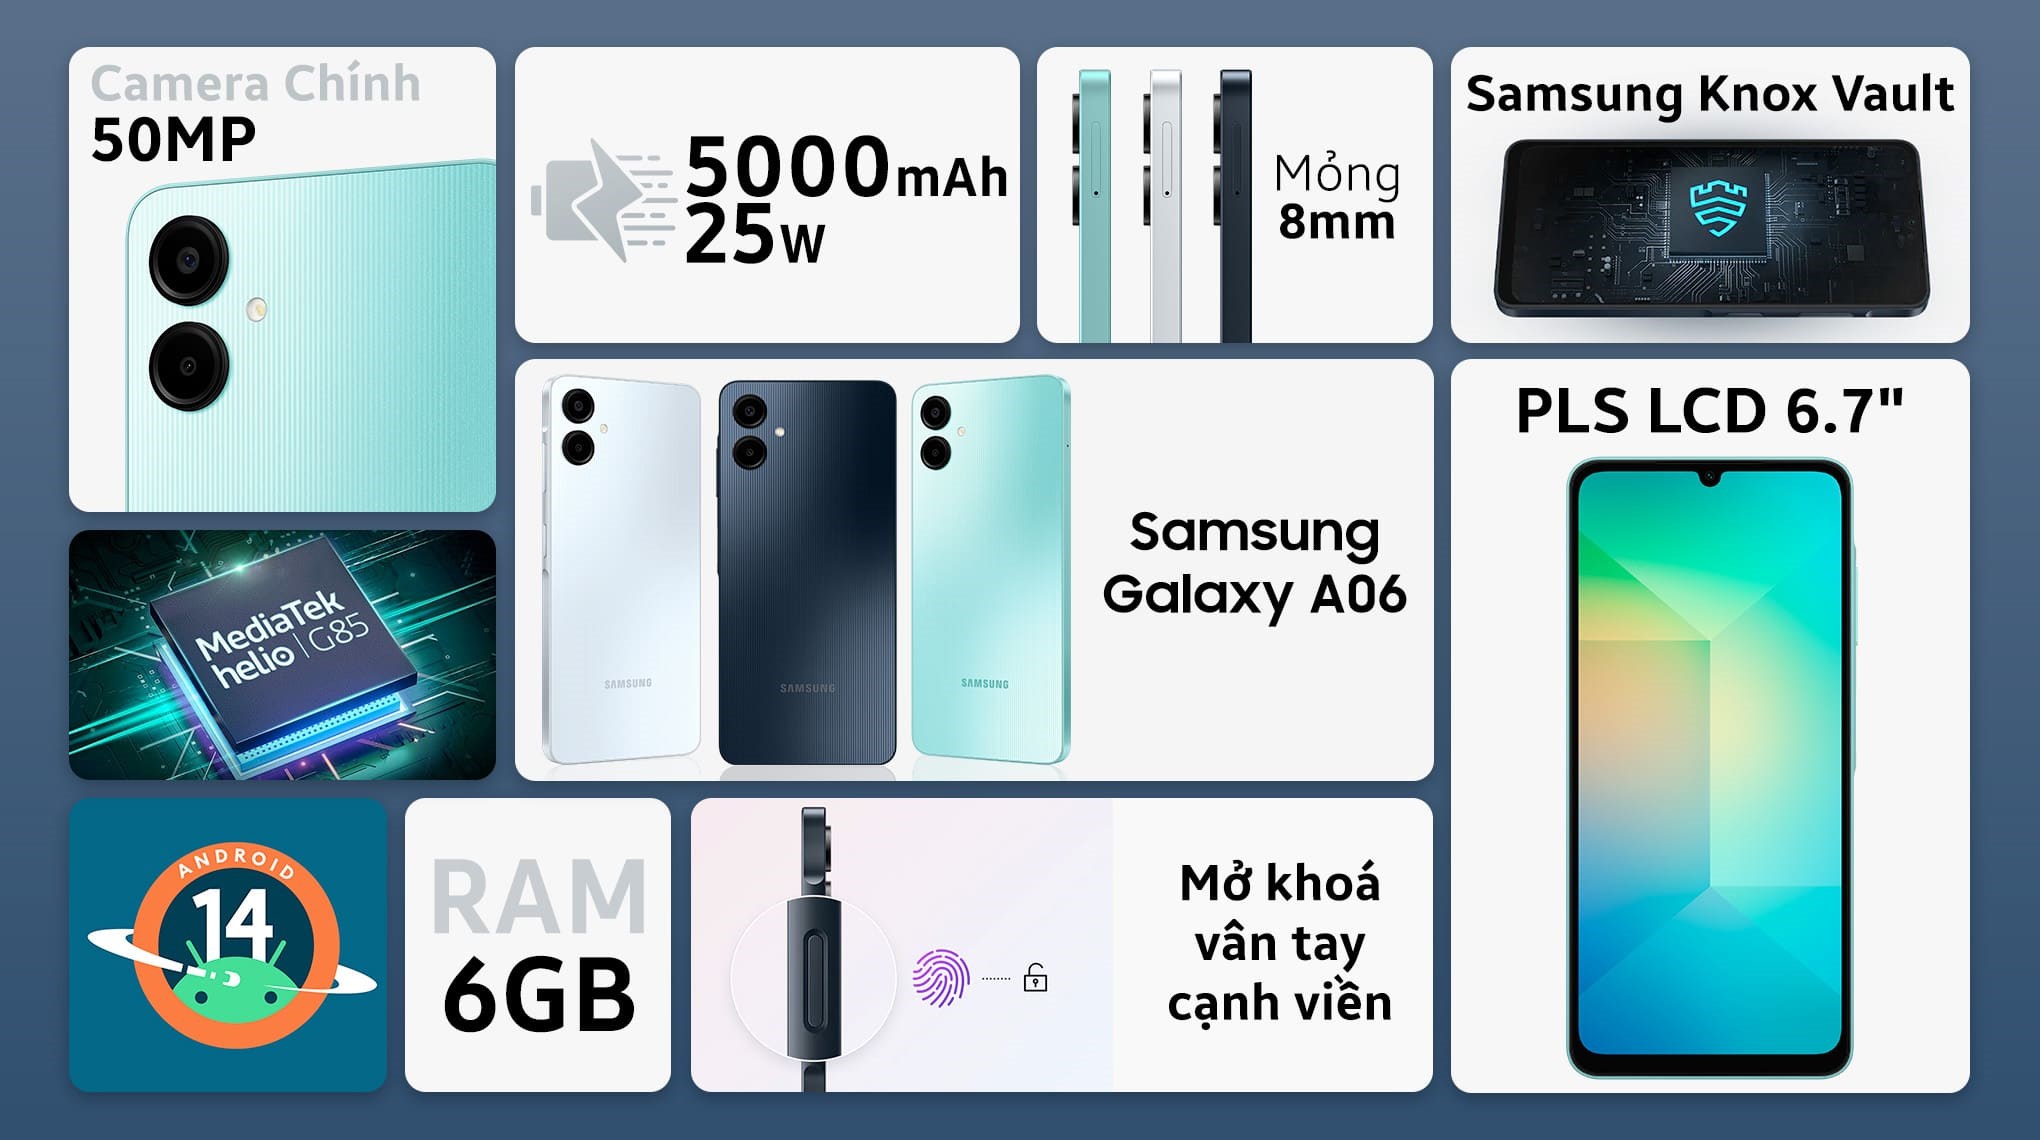 Camera Chính
50MP
5000mAh
25W
Mỏng
8mm
Samsung Knox Vault
MediaTek
helio | G85
SAMSUNG
SAMSUNG
SAMSUNG
Samsung
Galaxy A06
PLS LCD 6.7"
ANDROID
14
RAM
6GB
Mở khoá
vân tay
cạnh viền